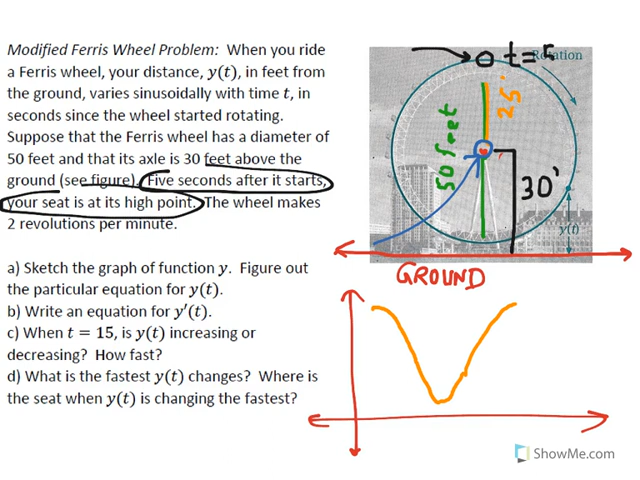 Modified Ferris Wheel Problem: When you ride
a Ferris wheel, your distance, y(t), in feet from
the ground, varies sinusoidally with time t, in
seconds since the wheel started rotating.
Suppose that the Ferris wheel has a diameter of
50 feet and that its axle is 30 feet above the
ground (see figure). Five seconds after it starts,
your seat is at its high point. The wheel makes
2 revolutions per minute.
a) Sketch the graph of function y. Figure out
the particular equation for y(t).
b) Write an equation for y'(t).
c) When t = 15, is y(t) increasing or
decreasing? How fast?
d) What is the fastest y(t) changes? Where is
the seat when y(t) is changing the fastest?
t=5
Rotation
25'
50 feet
30'
y(t)
GROUND
ShowMe.com